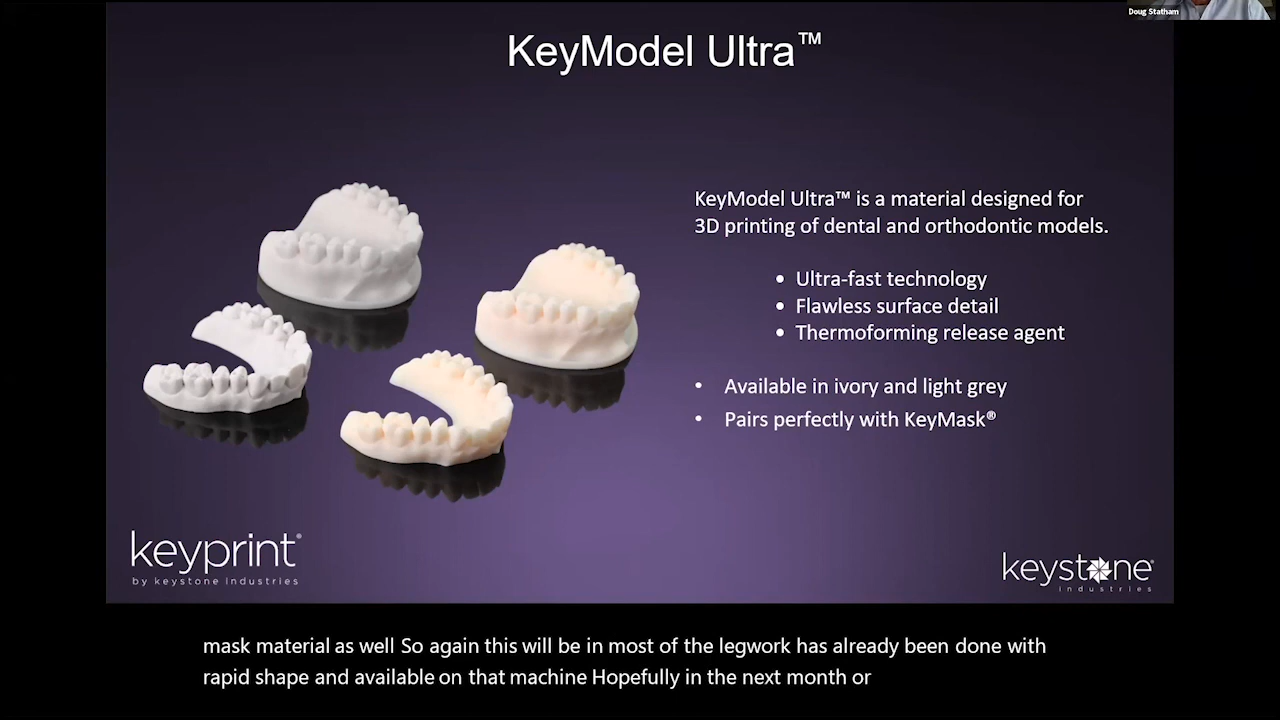 Doug Statham
KeyModel Ultra™
KeyModel Ultra™ is a material designed for
3D printing of dental and orthodontic models.
• Ultra-fast technology
• Flawless surface detail
• Thermoforming release agent
• Available in ivory and light grey
• Pairs perfectly with KeyMask®
keyprint®
by keystone industries
keystone®
industries
mask material as well So again this will be in most of the legwork has already been done with
rapid shape and available on that machine Hopefully in the next month or